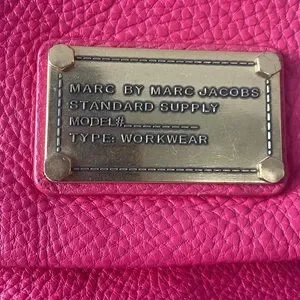 MARC BY MARC JACOBS
STANDARD SUPPLY
MODEL#_ _ _ _ _ _ _ _
TYPE: WORKWEAR